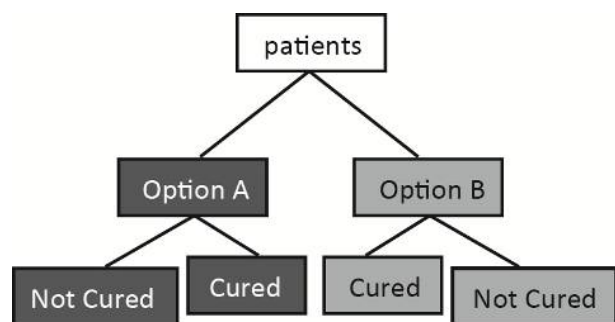 patients
Option A
Option B
Not Cured
Cured
Cured
Not Cured